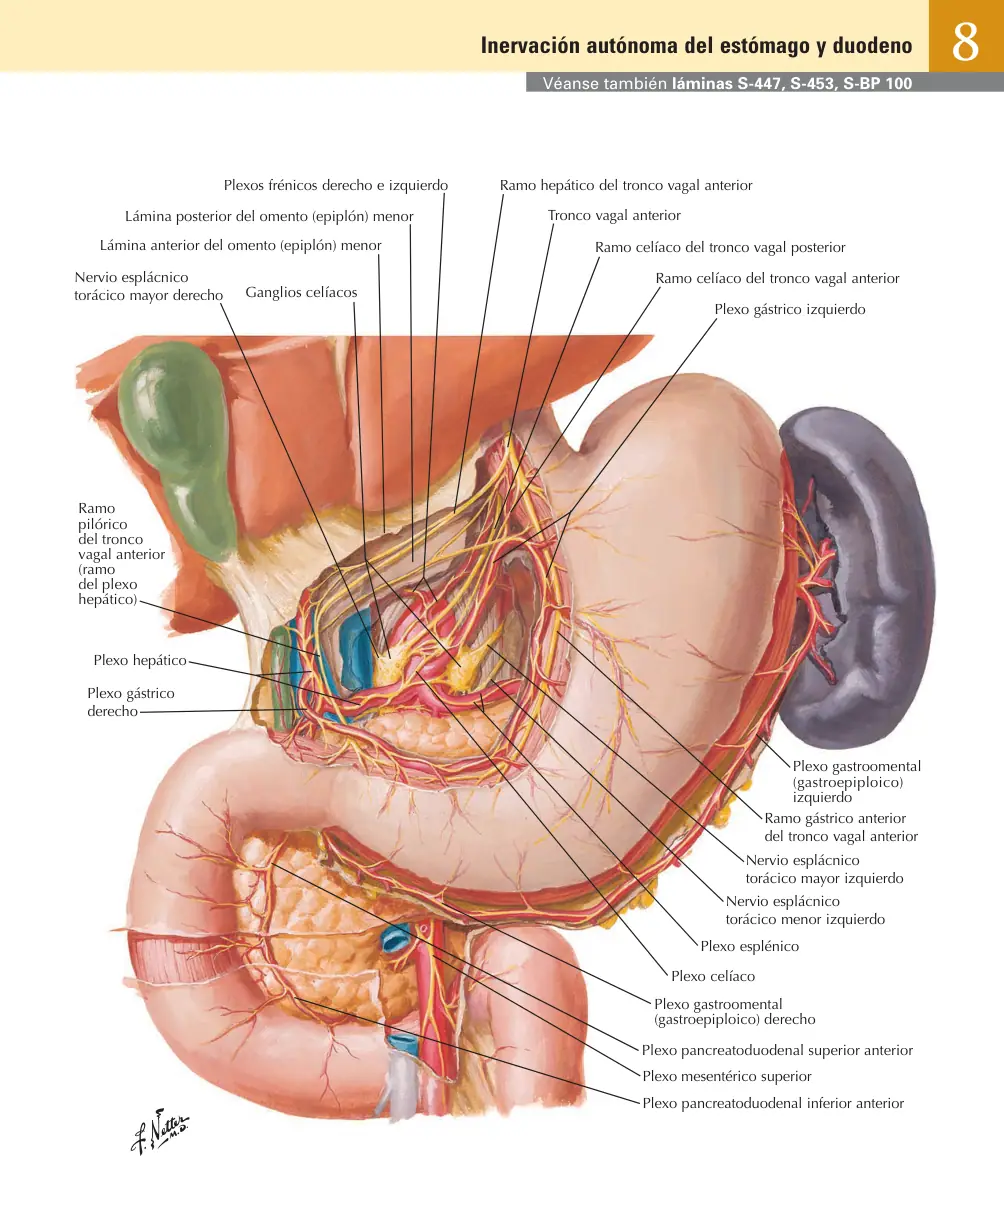 Inervación autónoma del estómago y duodeno
8
Véanse también láminas S-447, S-453, S-BP 100
Plexos frénicos derecho e izquierdo
Ramo hepático del tronco vagal anterior
Lámina posterior del omento (epiplón) menor
Tronco vagal anterior
Lámina anterior del omento (epiplón) menor
Ramo celíaco del tronco vagal posterior
Nervio esplácnico
torácico mayor derecho
Ganglios celíacos
Ramo celíaco del tronco vagal anterior
Plexo gástrico izquierdo
Ramo
pilórico
del tronco
vagal anterior
(ramo
del plexo
hepático)
Plexo hepático
Plexo gástrico
derecho
Plexo gastroomental
(gastroepiploico)
izquierdo
Ramo gástrico anterior
del tronco vagal anterior
Nervio esplácnico
torácico mayor izquierdo
Nervio esplácnico
torácico menor izquierdo
Plexo esplénico
Plexo celíaco
Plexo gastroomental
(gastroepiploico) derecho
Plexo pancreatoduodenal superior anterior
Plexo mesentérico superior
Plexo pancreatoduodenal inferior anterior
F. Netter
M.D.